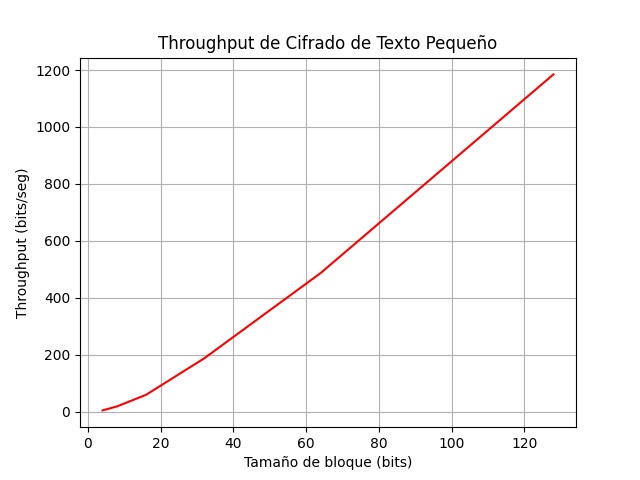 Throughput de Cifrado de Texto Pequeño
1200
1000
800
600
400
200
0
Throughput (bits/seg)
0 20 40 60 80 100 120
Tamaño de bloque (bits)